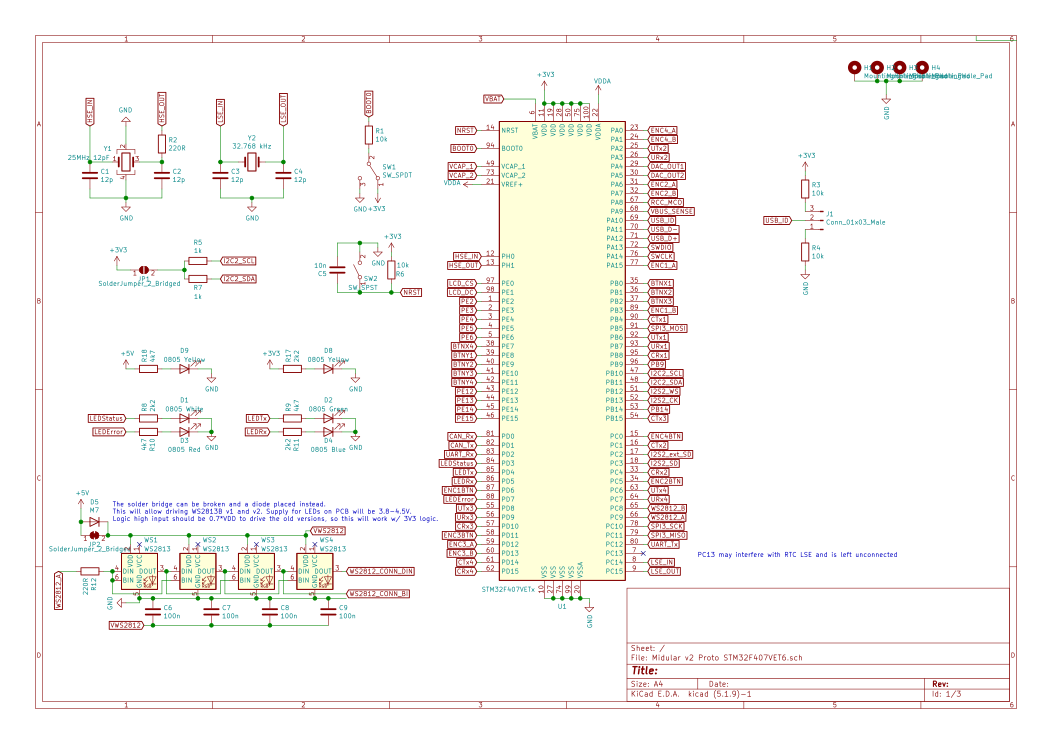 1 2 3 4 5 6
A
B
C
D
HSE_IN
HSE_OUT
GND
Y1
25MHz 12pF
R2
220R
C1
12p
C2
12p
GND
LSE_IN
LSE_OUT
Y2
32.768 kHz
C3
12p
C4
12p
GND
BOOT0
R1
10k
SW1
SW_SPDT
GND
+3V3
+3V3
JP1
SolderJumper_2_Bridged
R5
1k
I2C2_SCL
R7
1k
I2C2_SDA
10n
C5
GND
SW2
SW_SPST
+3V3
10k
R6
NRST
+5V
R18
4k7
D9
0805 Yellow
GND
+3V3
R17
2k2
D8
0805 Yellow
GND
LEDStatus
R8
2k2
D1
0805 White
LEDError
4k7
R10
D3
0805 Red
GND
LEDTx
R9
4k7
D2
0805 Green
LEDRx
2k2
R11
D4
0805 Blue
GND
The solder bridge can be broken and a diode placed instead.
This will allow driving WS2813B v1 and v2. Supply for LEDs on PCB will be 3.8-4.5V.
Logic high input should be 0.7*VDD to drive the old versions, so this will work w/ 3V3 logic.
+5V
D5
M7
JP2
SolderJumper_2_Bridged
VWS2812
WS1
WS2813
WS2
WS2813
WS3
WS2813
WS4
WS2813
WS2812_A
220R
R12
DIN
BIN
DOUT
VDD
VCC
GND
WS2812_CONN_DIN
WS2812_CONN_BI
GND
VWS2812
C6
100n
C7
100n
C8
100n
C9
100n
VBAT
+3V3
VDDA
6 VBAT
11 VDD
19 VDD
28 VDD
50 VDD
75 VDD
100 VDD
22 VDDA
NRST 14 NRST
BOOT0 94 BOOT0
VCAP_1 49 VCAP_1
VCAP_2 73 VCAP_2
VDDA 21 VREF+
HSE_IN 12 PH0
HSE_OUT 13 PH1
LCD_CS 97 PE0
LCD_DC 98 PE1
PE2 1 PE2
PE3 2 PE3
PE4 3 PE4
PE5 4 PE5
PE6 5 PE6
BTNX4 38 PE7
BTNY1 39 PE8
BTNY2 40 PE9
BTNY3 41 PE10
BTNY4 42 PE11
PE12 43 PE12
PE13 44 PE13
PE14 45 PE14
PE15 46 PE15
CAN_Rx 81 PD0
CAN_Tx 82 PD1
UART_Rx 83 PD2
LEDStatus 84 PD3
LEDTx 85 PD4
LEDRx 86 PD5
ENC1BTN 87 PD6
LEDError 88 PD7
UTx3 55 PD8
URx3 56 PD9
CRx3 57 PD10
ENC3BTN 58 PD11
ENC3_A 59 PD12
ENC3_B 60 PD13
CTx4 61 PD14
CRx4 62 PD15
PA0 23 ENC4_A
PA1 24 ENC4_B
PA2 25 UTx2
PA3 26 URx2
PA4 29 DAC_OUT1
PA5 30 DAC_OUT2
PA6 31 ENC2_A
PA7 32 ENC2_B
PA8 67 RCC_MCO
PA9 68 VBUS_SENSE
PA10 69 USB_ID
PA11 70 USB_D-
PA12 71 USB_D+
PA13 72 SWDIO
PA14 76 SWCLK
PA15 77 ENC1_A
PB0 35 BTNX1
PB1 36 BTNX2
PB2 37 BTNX3
PB3 89 ENC1_B
PB4 90 CTx1
PB5 91 SPI3_MOSI
PB6 92 UTx1
PB7 93 URx1
PB8 95 CRx1
PB9 96 PB9
PB10 47 I2C2_SCL
PB11 48 I2C2_SDA
PB12 51 I2S2_WS
PB13 52 I2S2_CK
PB14 53 PB14
PB15 54 CTx3
PC0 15 ENC4BTN
PC1 16 CTx2
PC2 17 I2S2_ext_SD
PC3 18 I2S2_SD
PC4 33 CRx2
PC5 34 ENC2BTN
PC6 63 UTx4
PC7 64 URx4
PC8 65 WS2812_B
PC9 66 WS2812_A
PC10 78 SPI3_SCK
PC11 79 SPI3_MISO
PC12 80 UART_Tx
PC13 7
PC14 8 LSE_IN
PC15 9 LSE_OUT
PC13 may interfere with RTC LSE and is left unconnected
STM32F407VETx
10 VSS
27 VSS
74 VSS
99 VSS
20 VSSA
U1
GND
H4
GND
+3V3
R3
10k
USB_ID
3
2
1
J1
Conn_01x03_Male
R4
10k
GND
Sheet: /
File: Midular v2 Proto STM32F407VET6.sch
Title:
Size: A4
Date:
Rev:
KiCad E.D.A. kicad (5.1.9)-1
Id: 1/3
1 2 3 4 5 6